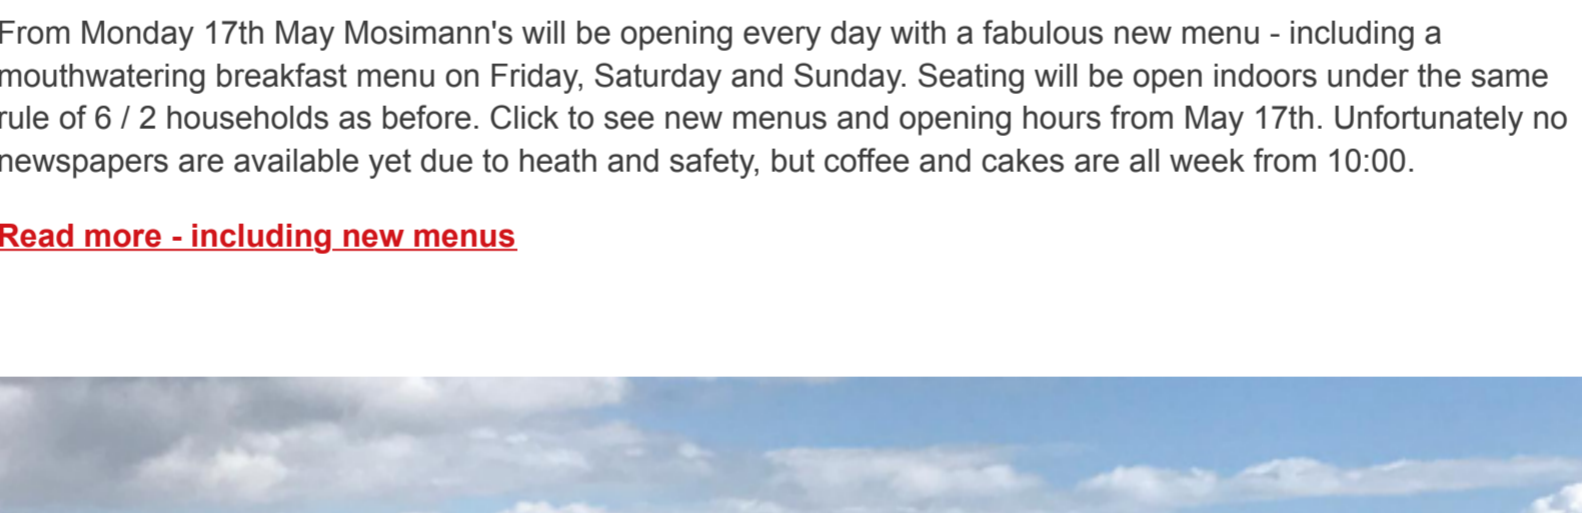 From Monday 17th May Mosimann's will be opening every day with a fabulous new menu - including a
mouthwatering breakfast menu on Friday, Saturday and Sunday. Seating will be open indoors under the same
rule of 6 / 2 households as before. Click to see new menus and opening hours from May 17th. Unfortunately no
newspapers are available yet due to heath and safety, but coffee and cakes are all week from 10:00.
Read more - including new menus